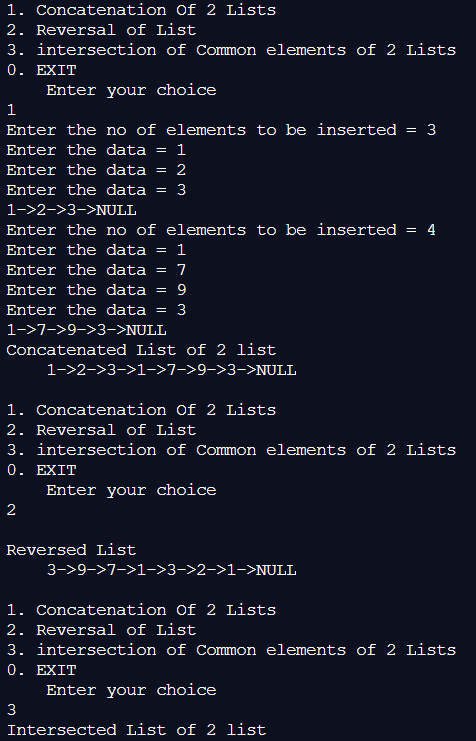 1. Concatenation Of 2 Lists
2. Reversal of List
3. intersection of Common elements of 2 Lists
0. EXIT
Enter your choice
1
Enter the no of elements to be inserted = 3
Enter the data = 1
Enter the data = 2
Enter the data = 3
1->2->3->NULL
Enter the no of elements to be inserted = 4
Enter the data = 1
Enter the data = 7
Enter the data = 9
Enter the data = 3
1->7->9->3->NULL
Concatenated List of 2 list
1->2->3->1->7->9->3->NULL
1. Concatenation Of 2 Lists
2. Reversal of List
3. intersection of Common elements of 2 Lists
0. EXIT
Enter your choice
2
Reversed List
3->9->7->1->3->2->1->NULL
1. Concatenation Of 2 Lists
2. Reversal of List
3. intersection of Common elements of 2 Lists
0. EXIT
Enter your choice
3
Intersected List of 2 list